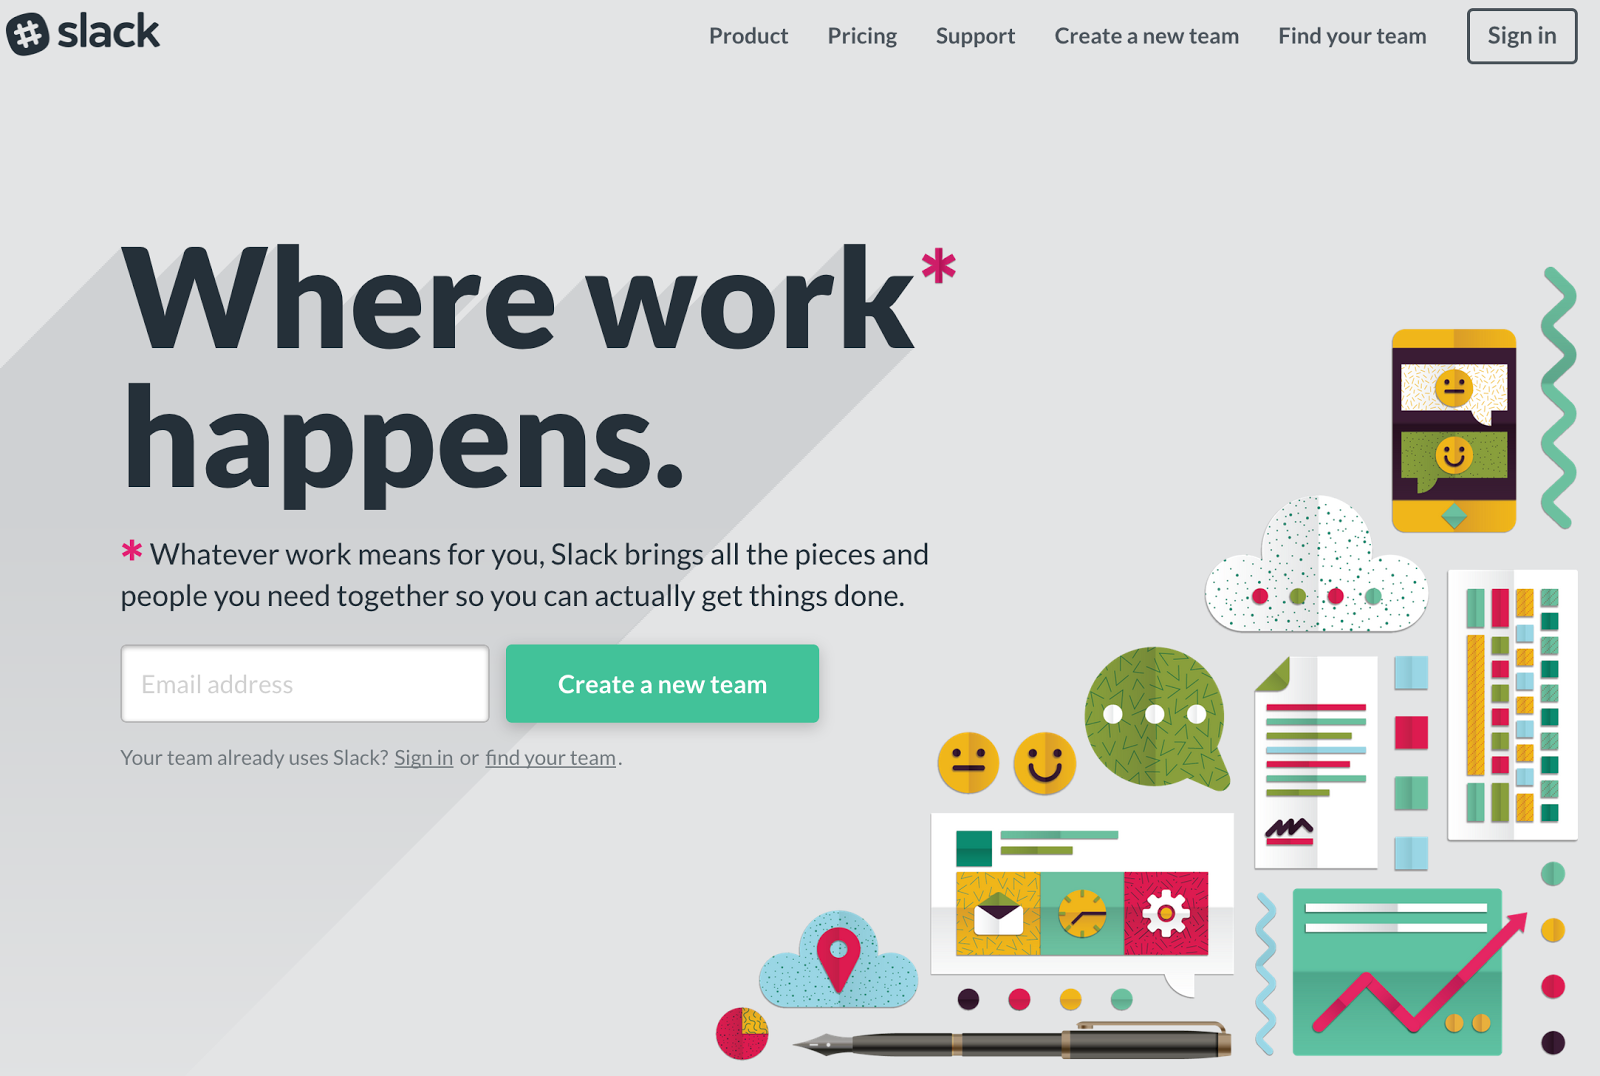 slack
Product Pricing Support Create a new team Find your team Sign in
Where work*
happens.
* Whatever work means for you, Slack brings all the pieces and
people you need together so you can actually get things done.
Email address Create a new team
Your team already uses Slack? Sign in or find your team.